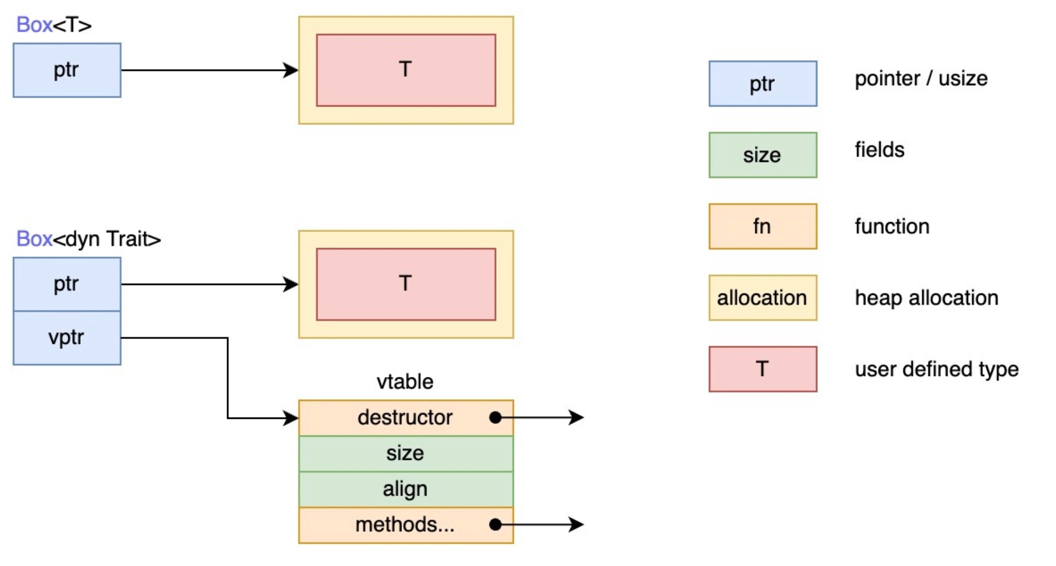 Box<T>
ptr
T
Box<dyn Trait>
ptr
vptr
T
vtable
destructor
size
align
methods...
ptr
pointer / usize
size
fields
fn
function
allocation
heap allocation
T
user defined type